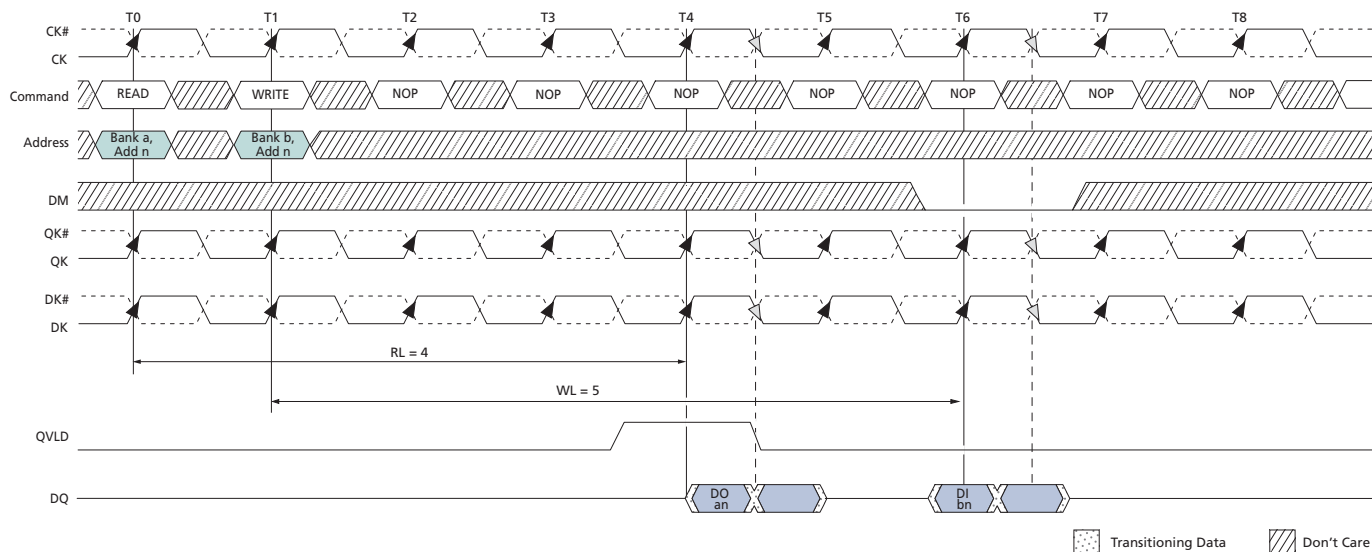 T0 T1 T2 T3 T4 T5 T6 T7 T8
CK#
CK
Command READ WRITE NOP NOP NOP NOP NOP NOP NOP
Address Bank a, Add n Bank b, Add n
DM
QK#
QK
DK#
DK
RL = 4
WL = 5
QVLD
DQ DO an DI bn
Transitioning Data Don't Care